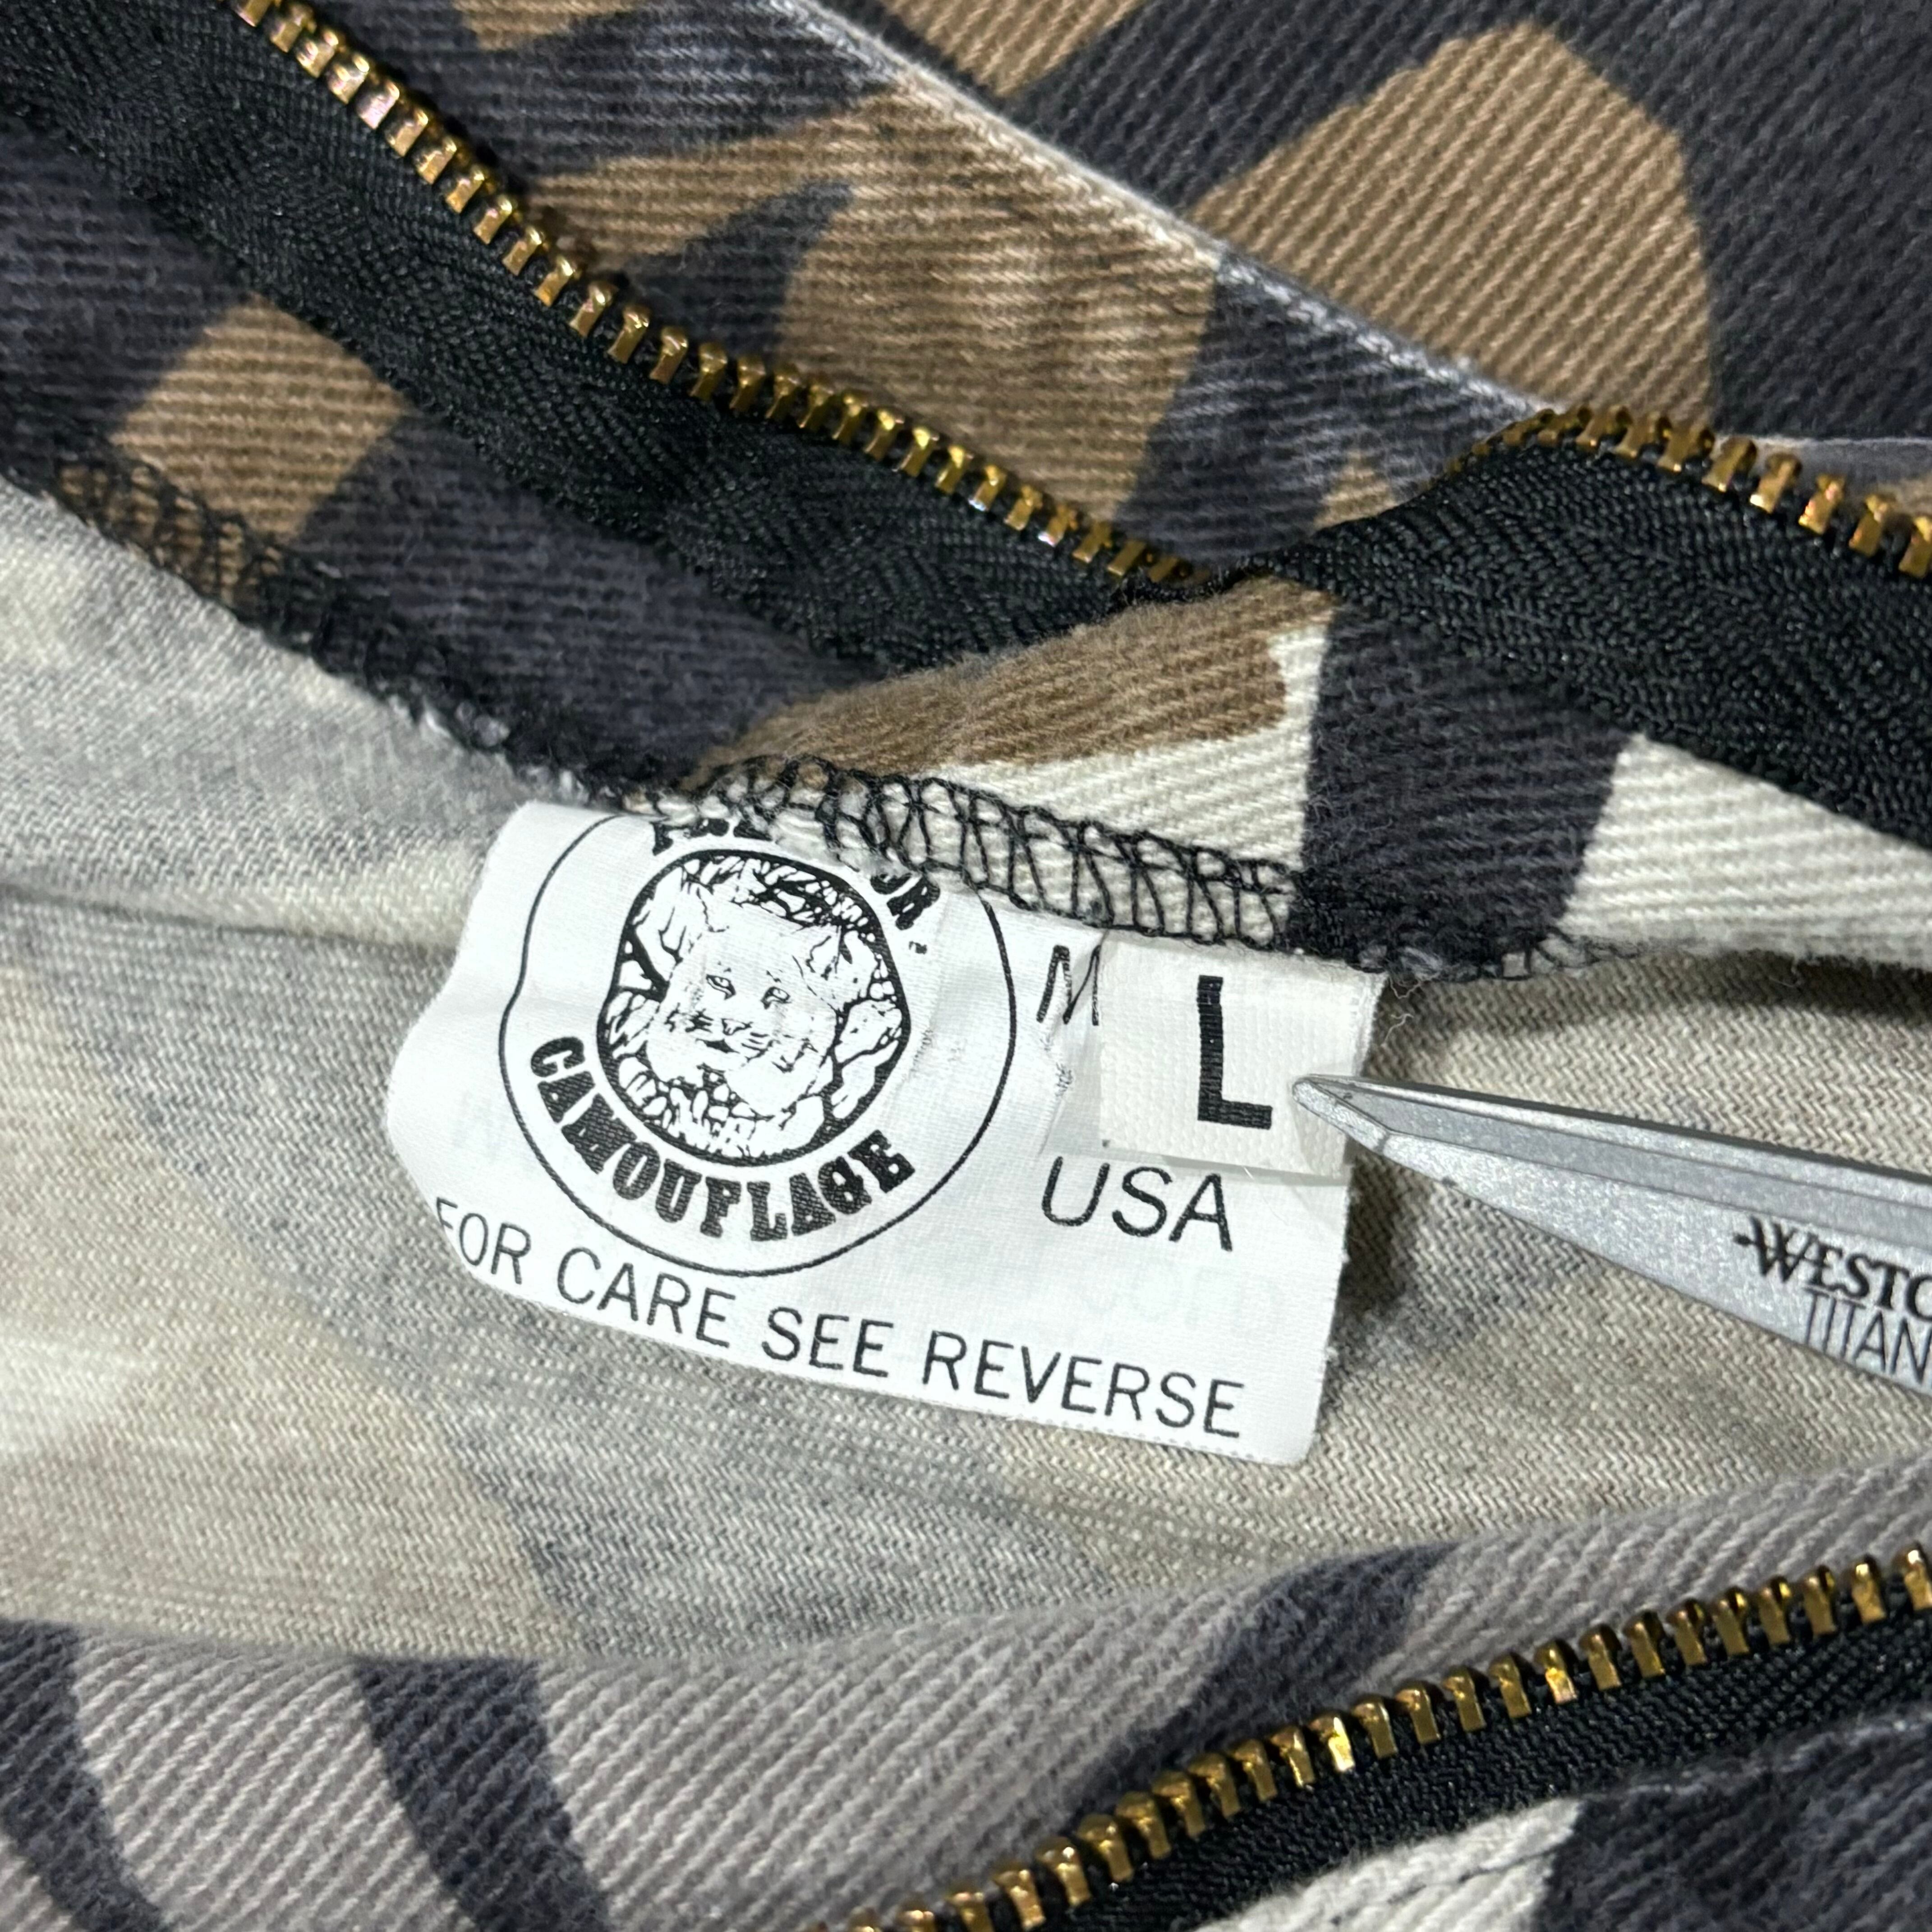 CAMOUFLAGE
M
L
USA
FOR CARE SEE REVERSE
WESTC
TITAN